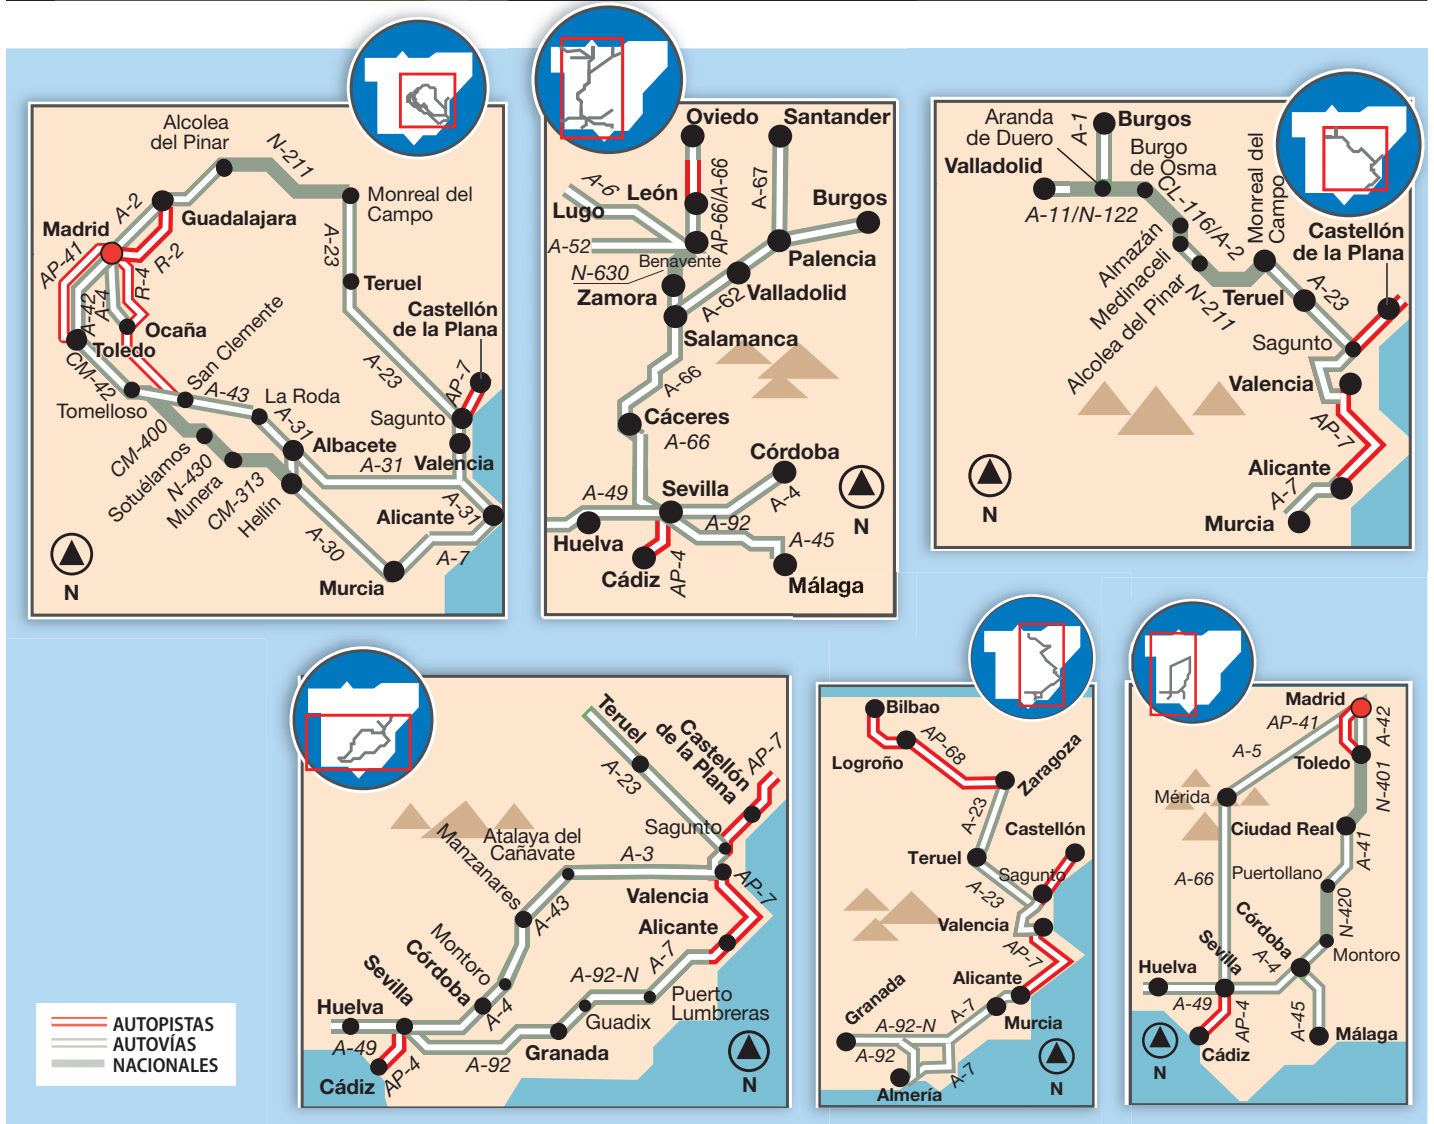 Alcolea
del Pinar
N-211
Monreal del
Campo
A-2
Guadalajara
Madrid
R-2
AP-41
R-4
A-42
A-4
A-23
Teruel
Castellón
de la Plana
Ocaña
Toledo
San Clemente
CM-42
A-43
La Roda
A-23
AP-7
Tomelloso
Sagunto
CM-400
A-31
Albacete
Valencia
Sotuélamos
N-430
Munera
CM-313
Hellín
A-31
A-31
Alicante
A-30
A-7
Murcia
N
Oviedo
Santander
A-6
León
AP-66/A-66
A-67
Burgos
Lugo
A-52
Benavente
Palencia
N-630
Zamora
Valladolid
A-62
Salamanca
A-66
Cáceres
A-66
Córdoba
A-49
Sevilla
A-4
A-92
Huelva
A-45
Cádiz
AP-4
Málaga
N
Aranda
de Duero
A-1
Burgos
Valladolid
Burgo
de Osma
A-11/N-122
CL-116/A-2
Monreal del
Campo
Castellón
de la Plana
Almazán
Medinaceli
Alcolea del Pinar
N-211
Teruel
A-23
Sagunto
Valencia
AP-7
Alicante
A-7
Murcia
N
Teruel
A-23
Castellón
de la Plana
AP-7
Sagunto
Atalaya del
Cañavate
A-3
Manzanares
Valencia
AP-7
A-43
Alicante
Montoro
Córdoba
A-7
A-92-N
Sevilla
Puerto
Lumbreras
Huelva
A-4
Guadix
A-49
A-92
Granada
Cádiz
AP-4
N
Bilbao
AP-68
Logroño
Zaragoza
A-23
Castellón
Teruel
Sagunto
A-23
Valencia
AP-7
Alicante
Granada
A-7
Murcia
A-92-N
A-92
A-7
Almería
N
Madrid
AP-41
A-42
A-5
Toledo
N-401
Mérida
Ciudad Real
A-41
A-66
Puertollano
N-420
Córdoba
Sevilla
Montoro
Huelva
A-4
A-49
AP-4
A-45
Cádiz
Málaga
N
AUTOPISTAS
AUTOVÍAS
NACIONALES